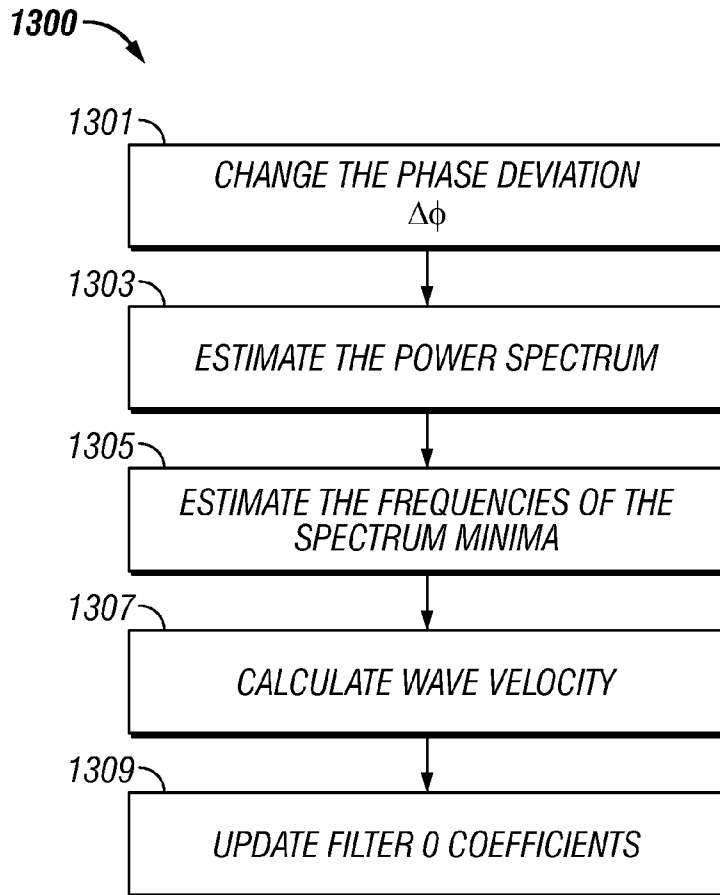 1300
1301
CHANGE THE PHASE DEVIATION
Δϕ
1303
ESTIMATE THE POWER SPECTRUM
1305
ESTIMATE THE FREQUENCIES OF THE
SPECTRUM MINIMA
1307
CALCULATE WAVE VELOCITY
1309
UPDATE FILTER 0 COEFFICIENTS